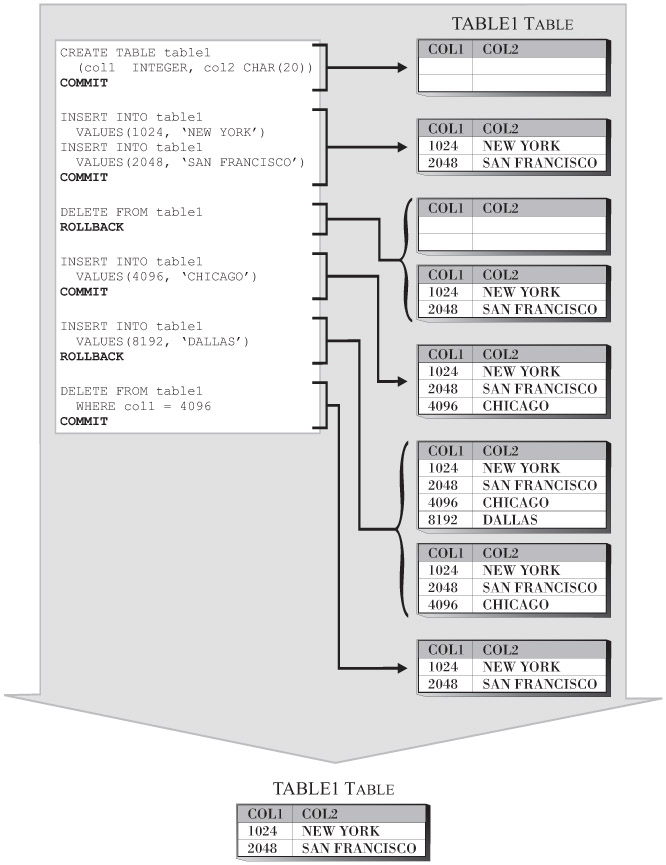 TABLE1 TABLE
CREATE TABLE table1
(col1 INTEGER, col2 CHAR(20))
COMMIT
INSERT INTO table1
VALUES(1024, ‘NEW YORK’)
INSERT INTO table1
VALUES(2048, ‘SAN FRANCISCO’)
COMMIT
DELETE FROM table1
ROLLBACK
INSERT INTO table1
VALUES(4096, ‘CHICAGO’)
COMMIT
INSERT INTO table1
VALUES(8192, ‘DALLAS’)
ROLLBACK
DELETE FROM table1
WHERE col1 = 4096
COMMIT
COL1 COL2
COL1 COL2
1024 NEW YORK
2048 SAN FRANCISCO
COL1 COL2
COL1 COL2
1024 NEW YORK
2048 SAN FRANCISCO
COL1 COL2
1024 NEW YORK
2048 SAN FRANCISCO
4096 CHICAGO
COL1 COL2
1024 NEW YORK
2048 SAN FRANCISCO
4096 CHICAGO
8192 DALLAS
COL1 COL2
1024 NEW YORK
2048 SAN FRANCISCO
4096 CHICAGO
COL1 COL2
1024 NEW YORK
2048 SAN FRANCISCO
TABLE1 TABLE
COL1 COL2
1024 NEW YORK
2048 SAN FRANCISCO